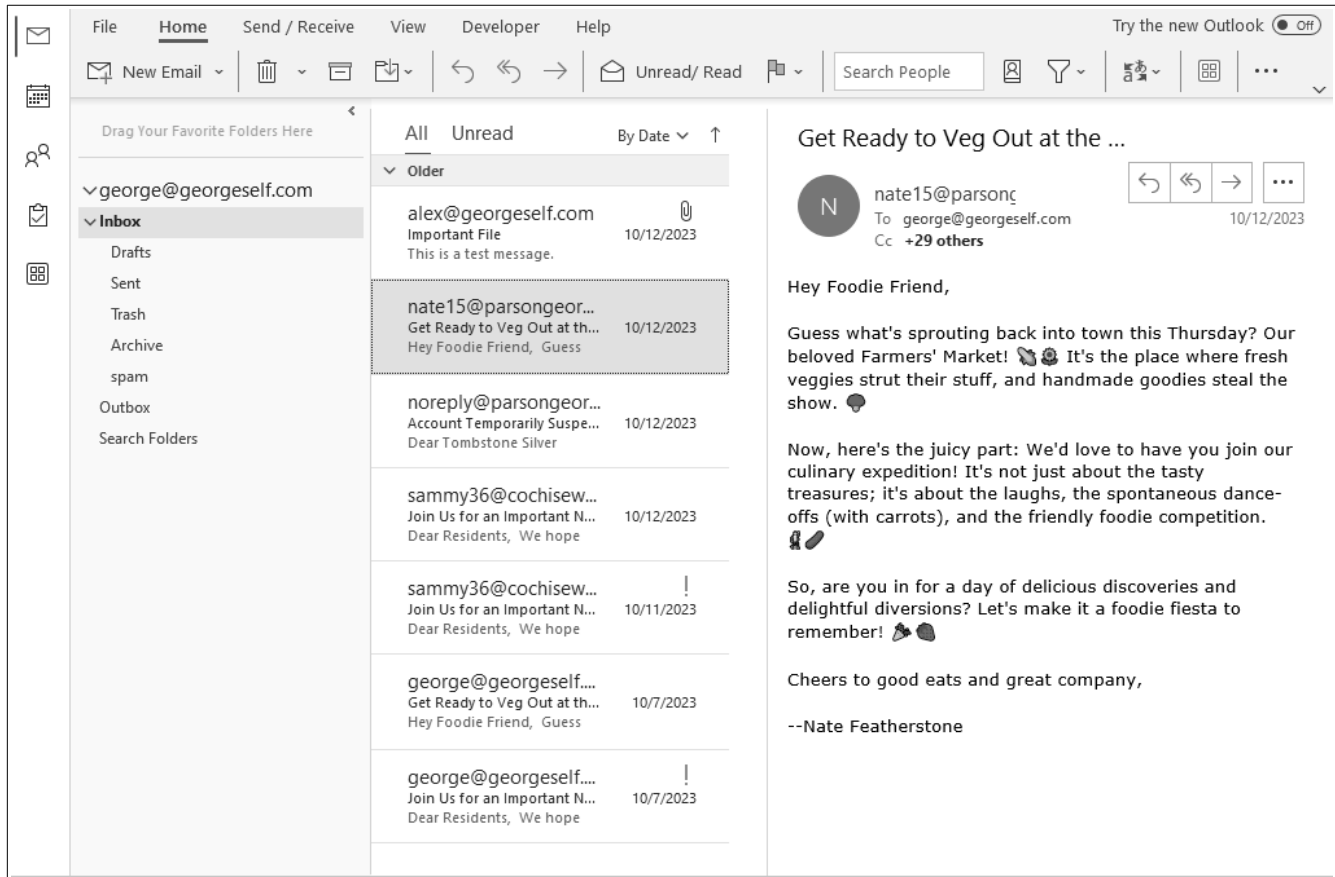 File Home Send / Receive View Developer Help Try the new Outlook Off
New Email Unread/ Read Search People
Drag Your Favorite Folders Here
george@georgeself.com
Inbox
Drafts
Sent
Trash
Archive
spam
Outbox
Search Folders
All Unread By Date
Older
alex@georgeself.com
Important File 10/12/2023
This is a test message.
nate15@parsongeor...
Get Ready to Veg Out at th... 10/12/2023
Hey Foodie Friend, Guess
noreply@parsongeor...
Account Temporarily Suspe... 10/12/2023
Dear Tombstone Silver
sammy36@cochisew...
Join Us for an Important N... 10/12/2023
Dear Residents, We hope
sammy36@cochisew...
Join Us for an Important N... 10/11/2023
Dear Residents, We hope
george@georgeself....
Get Ready to Veg Out at th... 10/7/2023
Hey Foodie Friend, Guess
george@georgeself....
Join Us for an Important N... 10/7/2023
Dear Residents, We hope
Get Ready to Veg Out at the ...
N
nate15@parsong
To george@georgeself.com 10/12/2023
Cc +29 others
Hey Foodie Friend,
Guess what's sprouting back into town this Thursday? Our
beloved Farmers' Market! It's the place where fresh
veggies strut their stuff, and handmade goodies steal the
show.
Now, here's the juicy part: We'd love to have you join our
culinary expedition! It's not just about the tasty
treasures; it's about the laughs, the spontaneous dance-
offs (with carrots), and the friendly foodie competition.
So, are you in for a day of delicious discoveries and
delightful diversions? Let's make it a foodie fiesta to
remember!
Cheers to good eats and great company,
--Nate Featherstone